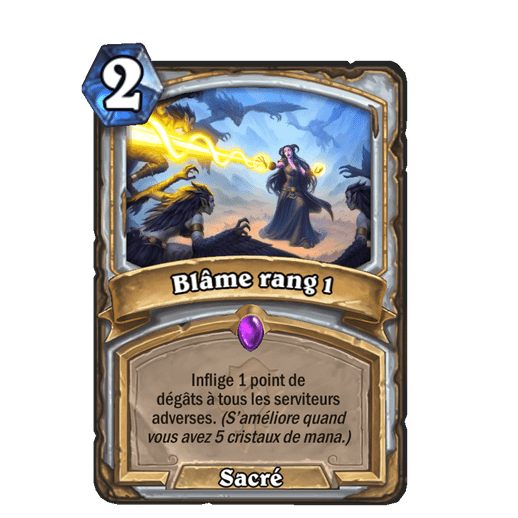 2
Blâme rang 1
Inflige 1 point de
dégâts à tous les serviteurs
adverses. (S'améliore quand
vous avez 5 cristaux de mana.)
Sacré